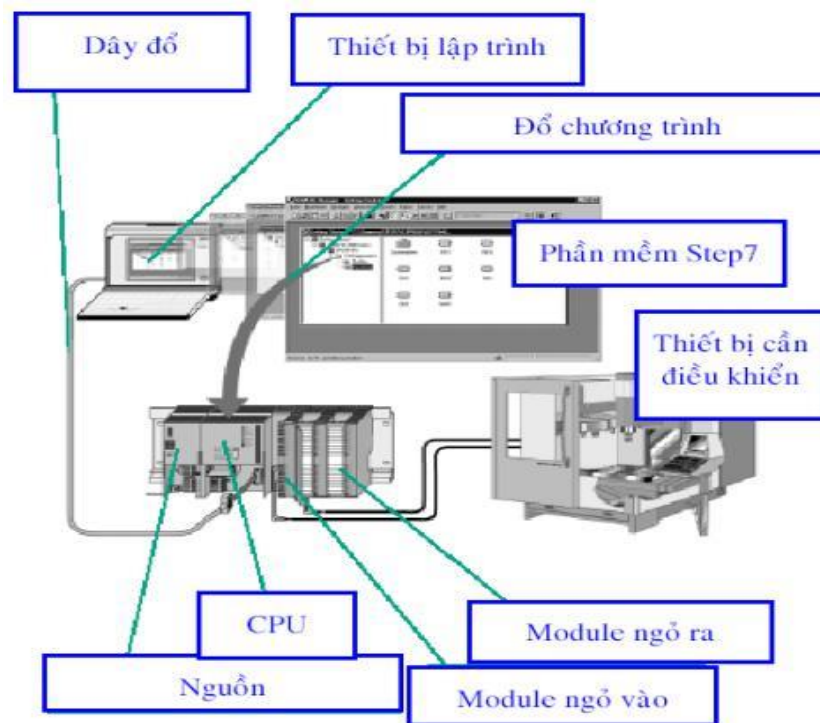 Dây đổ
Thiết bị lập trình
Đổ chương trình
Phần mềm Step7
Thiết bị cần
điều khiển
CPU
Module ngỏ ra
Nguồn
Module ngỏ vào